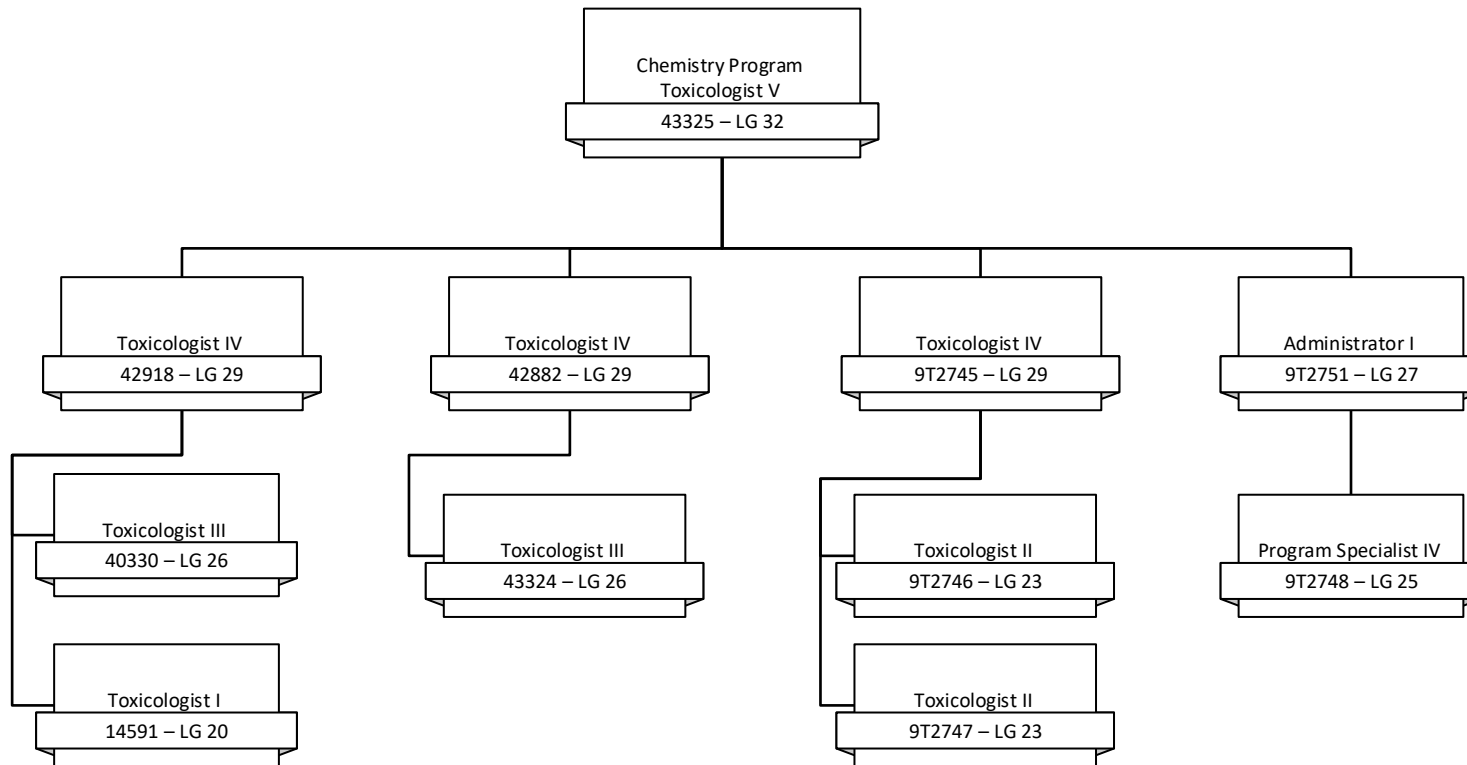 Chemistry Program
Toxicologist V
43325 – LG 32
Toxicologist IV
42918 – LG 29
Toxicologist IV
42882 – LG 29
Toxicologist IV
9T2745 – LG 29
Administrator I
9T2751 – LG 27
Toxicologist III
40330 – LG 26
Toxicologist III
43324 – LG 26
Toxicologist II
9T2746 – LG 23
Program Specialist IV
9T2748 – LG 25
Toxicologist I
14591 – LG 20
Toxicologist II
9T2747 – LG 23